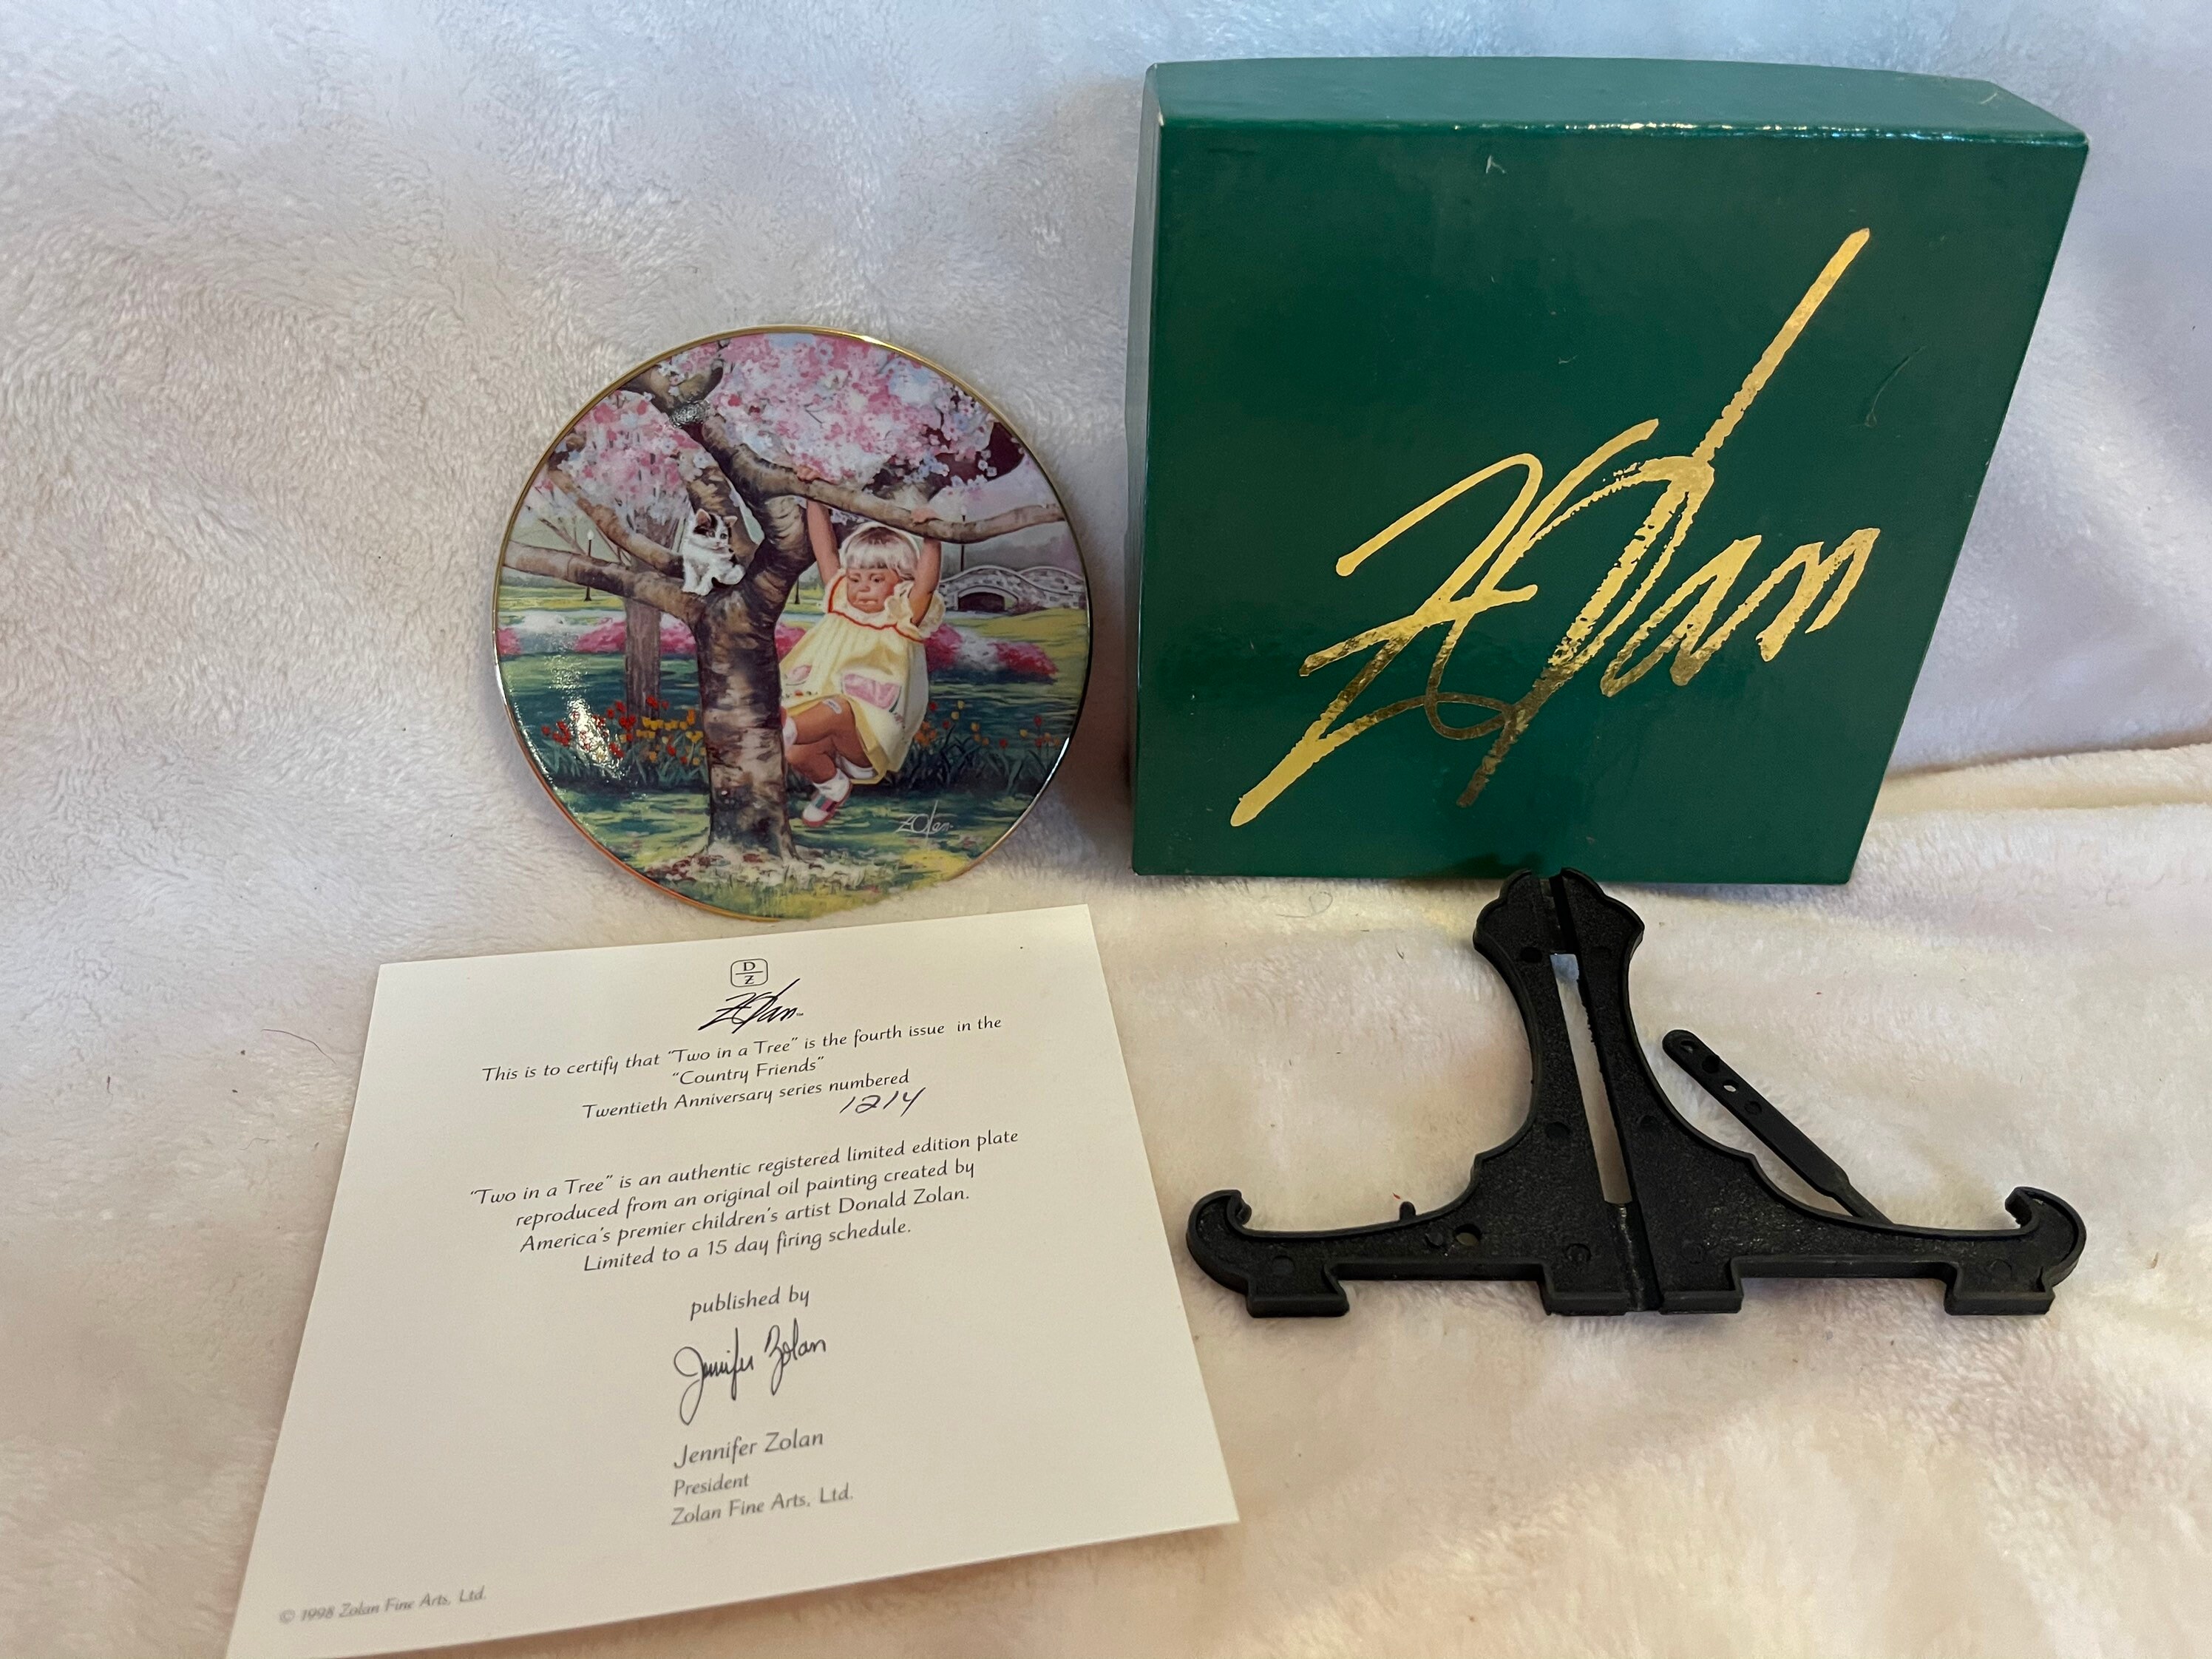 Zolan
Zolan
D
Z
Zolan™
This is to certify that "Two in a Tree" is the fourth issue in the
"Country Friends"
Twentieth Anniversary series numbered
1214
"Two in a Tree" is an authentic registered limited edition plate
reproduced from an original oil painting created by
America's premier children's artist Donald Zolan.
Limited to a 15 day firing schedule.
published by
Jennifer Zolan
Jennifer Zolan
President
Zolan Fine Arts, Ltd.
© 1998 Zolan Fine Arts, Ltd.